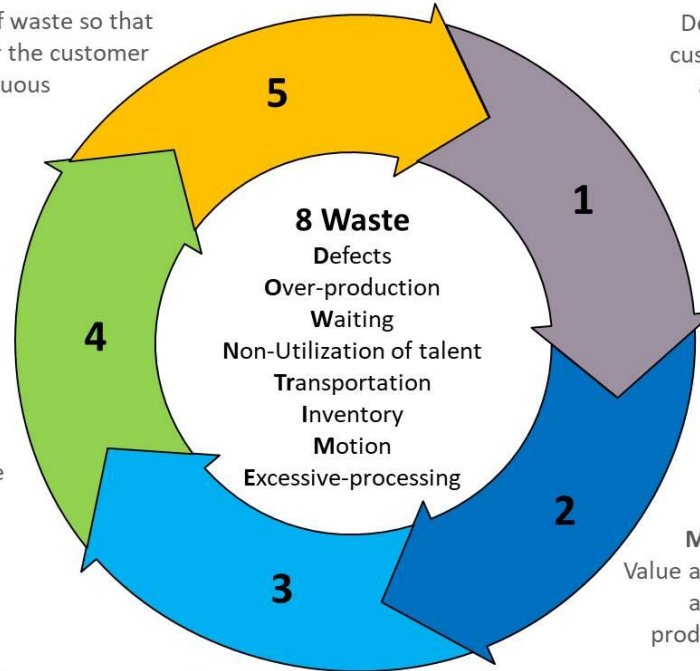 f waste so that
r the customer
uous
De
cus
5
1
8 Waste
Defects
Over-production
Waiting
Non-Utilization of talent
Transportation
Inventory
Motion
Excessive-processing
4
e
2
3
M
Value a
a
prod